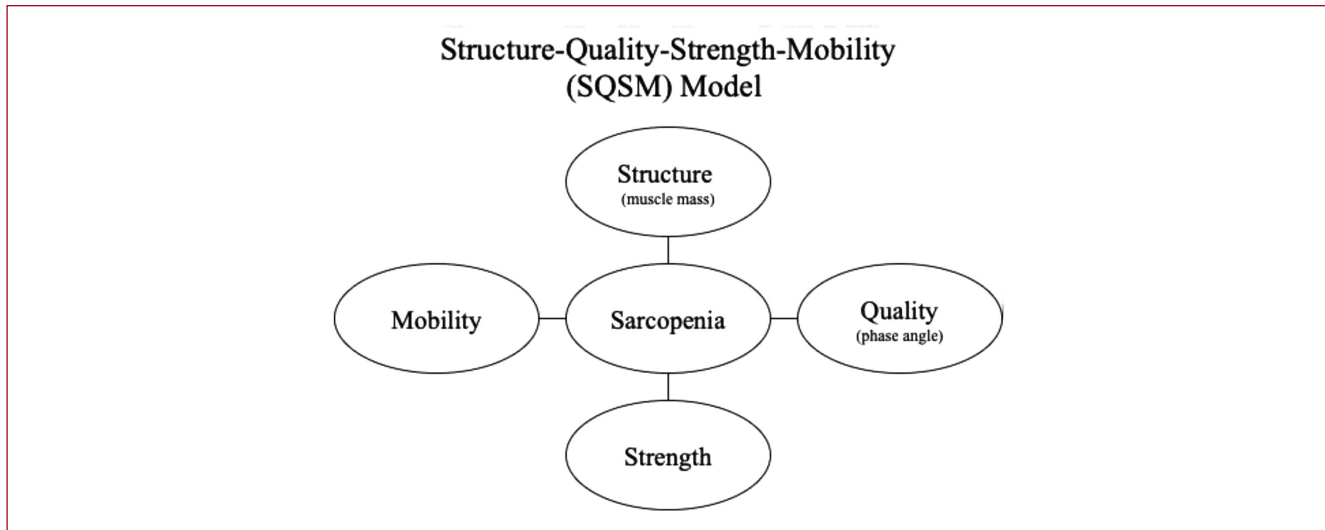 Structure-Quality-Strength-Mobility
(SQSM) Model
Structure
(muscle mass)
Mobility
Sarcopenia
Quality
(phase angle)
Strength